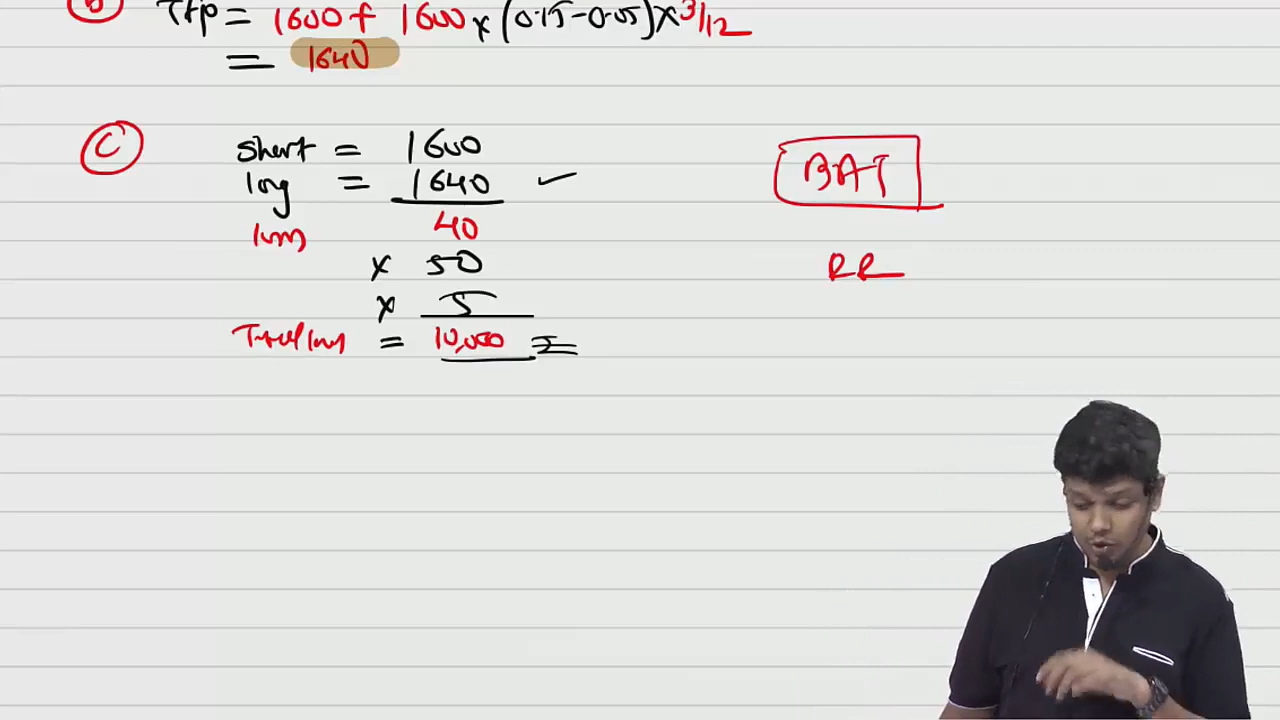 B
Tfp = 1600 + 1600 x (0.15-0.05) x 3/12
= 1640
C
short = 1600
long = 1640 ✓
loss 40
x 50
x 5
Total loss = 10,000
BAT
RR